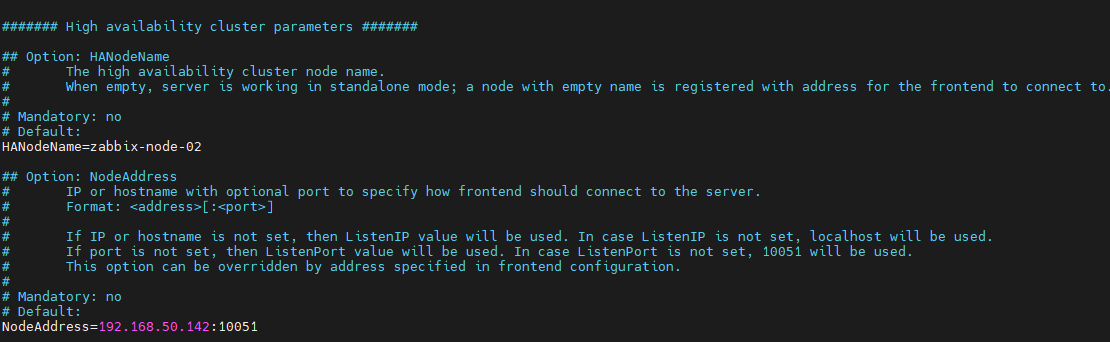 ####### High availability cluster parameters #######
## Option: HANodeName
#       The high availability cluster node name.
#       When empty, server is working in standalone mode; a node with empty name is registered with address for the frontend to connect to.
#
# Mandatory: no
# Default:
HANodeName=zabbix-node-02
## Option: NodeAddress
#       IP or hostname with optional port to specify how frontend should connect to the server.
#       Format: <address>[:<port>]
#
#       If IP or hostname is not set, then ListenIP value will be used. In case ListenIP is not set, localhost will be used.
#       If port is not set, then ListenPort value will be used. In case ListenPort is not set, 10051 will be used.
#       This option can be overridden by address specified in frontend configuration.
#
# Mandatory: no
# Default:
NodeAddress=192.168.50.142:10051